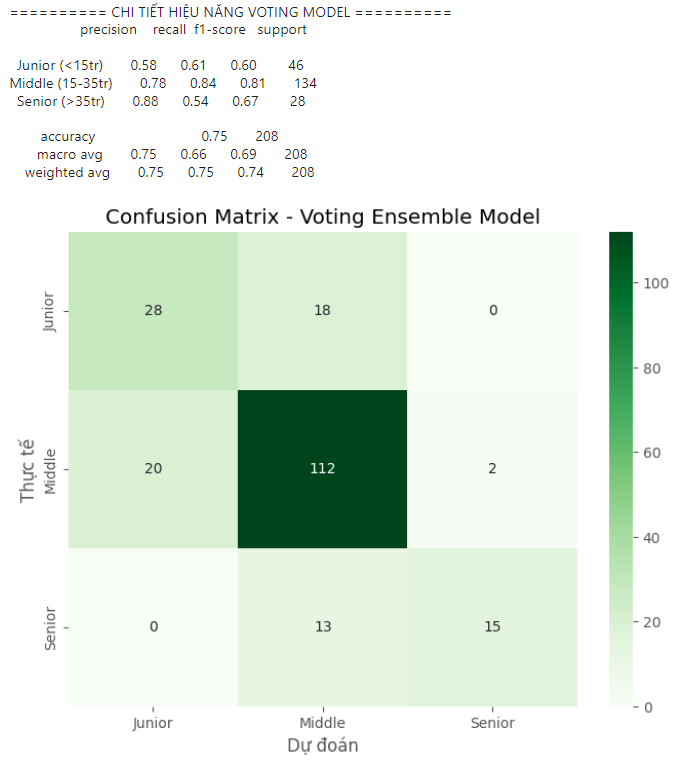 ========== CHI TIẾT HIỆU NĂNG VOTING MODEL ==========
precision recall f1-score support
Junior (<15tr) 0.58 0.61 0.60 46
Middle (15-35tr) 0.78 0.84 0.81 134
Senior (>35tr) 0.88 0.54 0.67 28
accuracy 0.75 208
macro avg 0.75 0.66 0.69 208
weighted avg 0.75 0.75 0.74 208
Confusion Matrix - Voting Ensemble Model
Thực tế
Junior 28 18 0
Middle 20 112 2
Senior 0 13 15
Junior Middle Senior
Dự đoán
100
80
60
40
20
0